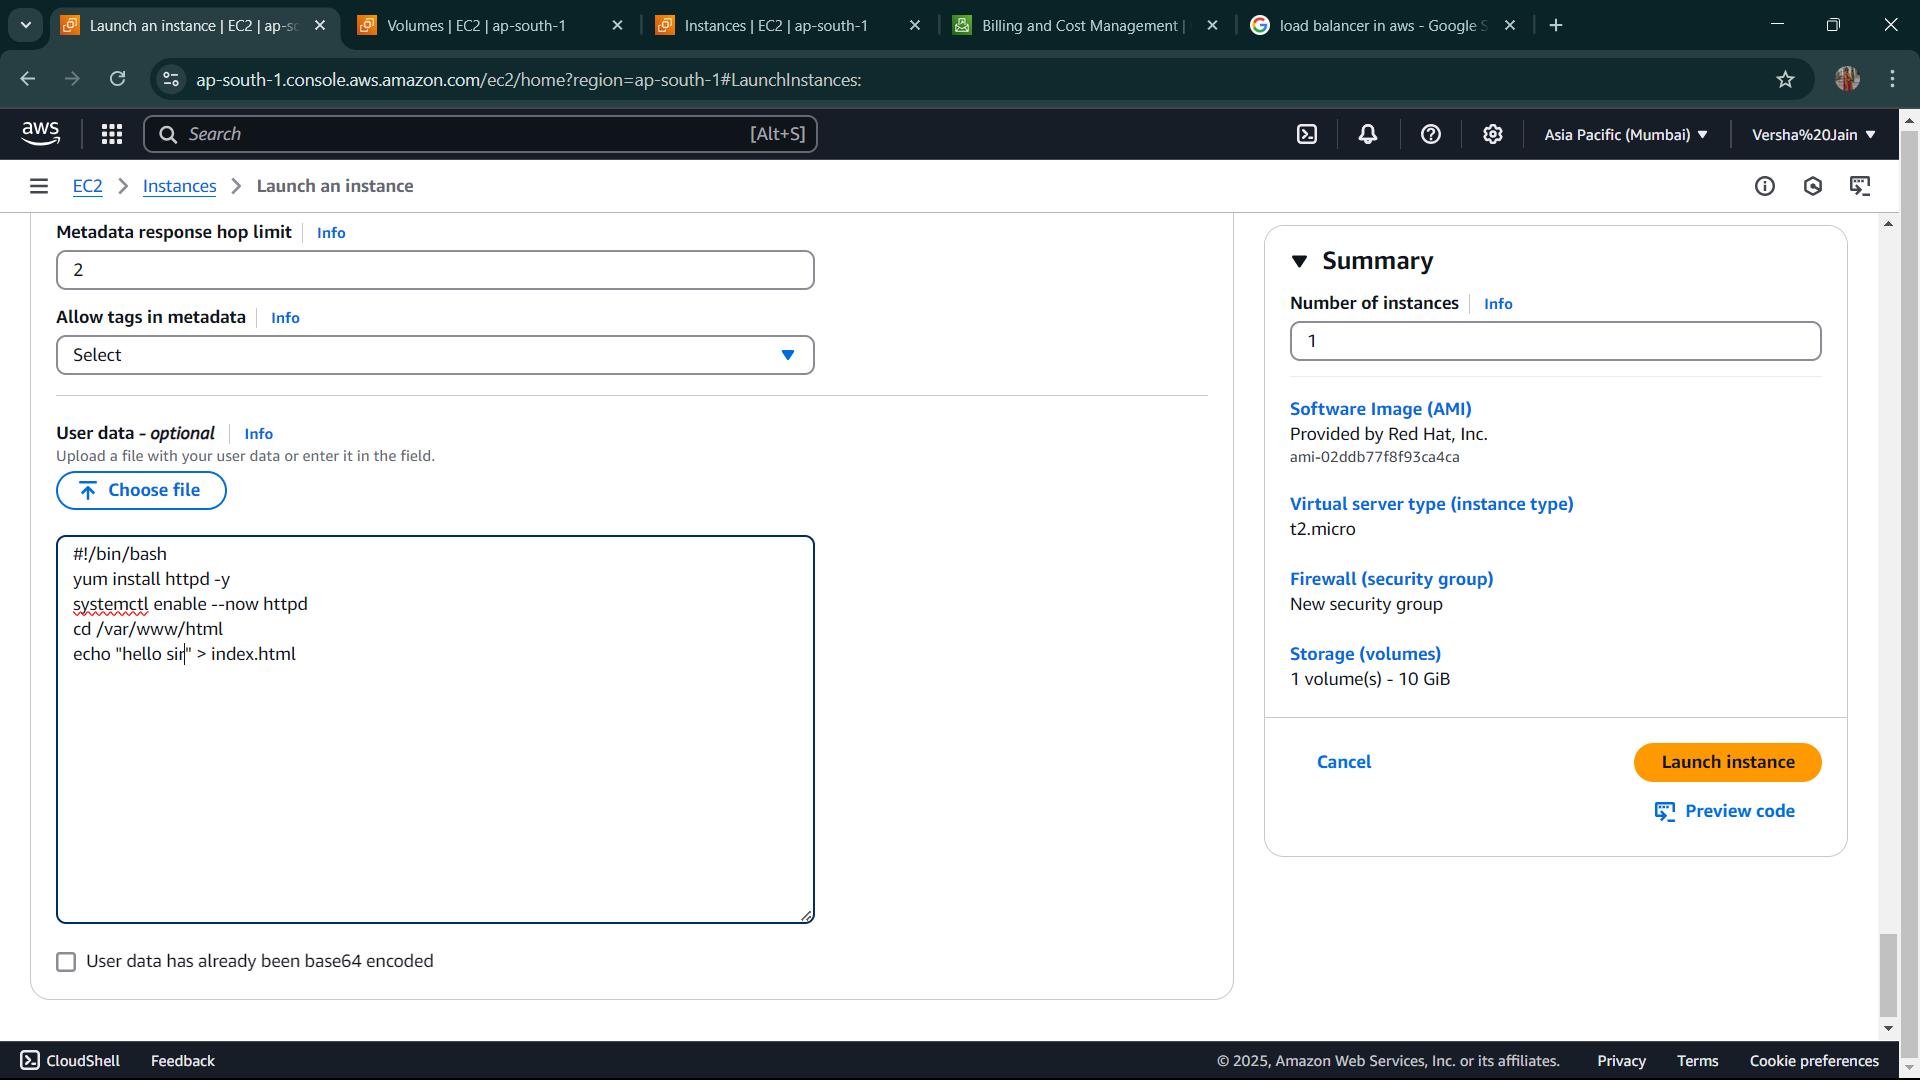 Launch an instance | EC2 | ap-so
Volumes | EC2 | ap-south-1
Instances | EC2 | ap-south-1
Billing and Cost Management |
load balancer in aws - Google S
ap-south-1.console.aws.amazon.com/ec2/home?region=ap-south-1#LaunchInstances:
aws
Search
[Alt+S]
Asia Pacific (Mumbai)
Versha%20Jain
EC2
Instances
Launch an instance
Metadata response hop limit
Info
2
Allow tags in metadata
Info
Select
User data - optional
Info
Upload a file with your user data or enter it in the field.
Choose file
#!/bin/bash
yum install httpd -y
systemctl enable --now httpd
cd /var/www/html
echo "hello sir" > index.html
User data has already been base64 encoded
Summary
Number of instances
Info
1
Software Image (AMI)
Provided by Red Hat, Inc.
ami-02ddb77f8f93ca4ca
Virtual server type (instance type)
t2.micro
Firewall (security group)
New security group
Storage (volumes)
1 volume(s) - 10 GiB
Cancel
Launch instance
Preview code
CloudShell
Feedback
© 2025, Amazon Web Services, Inc. or its affiliates.
Privacy
Terms
Cookie preferences